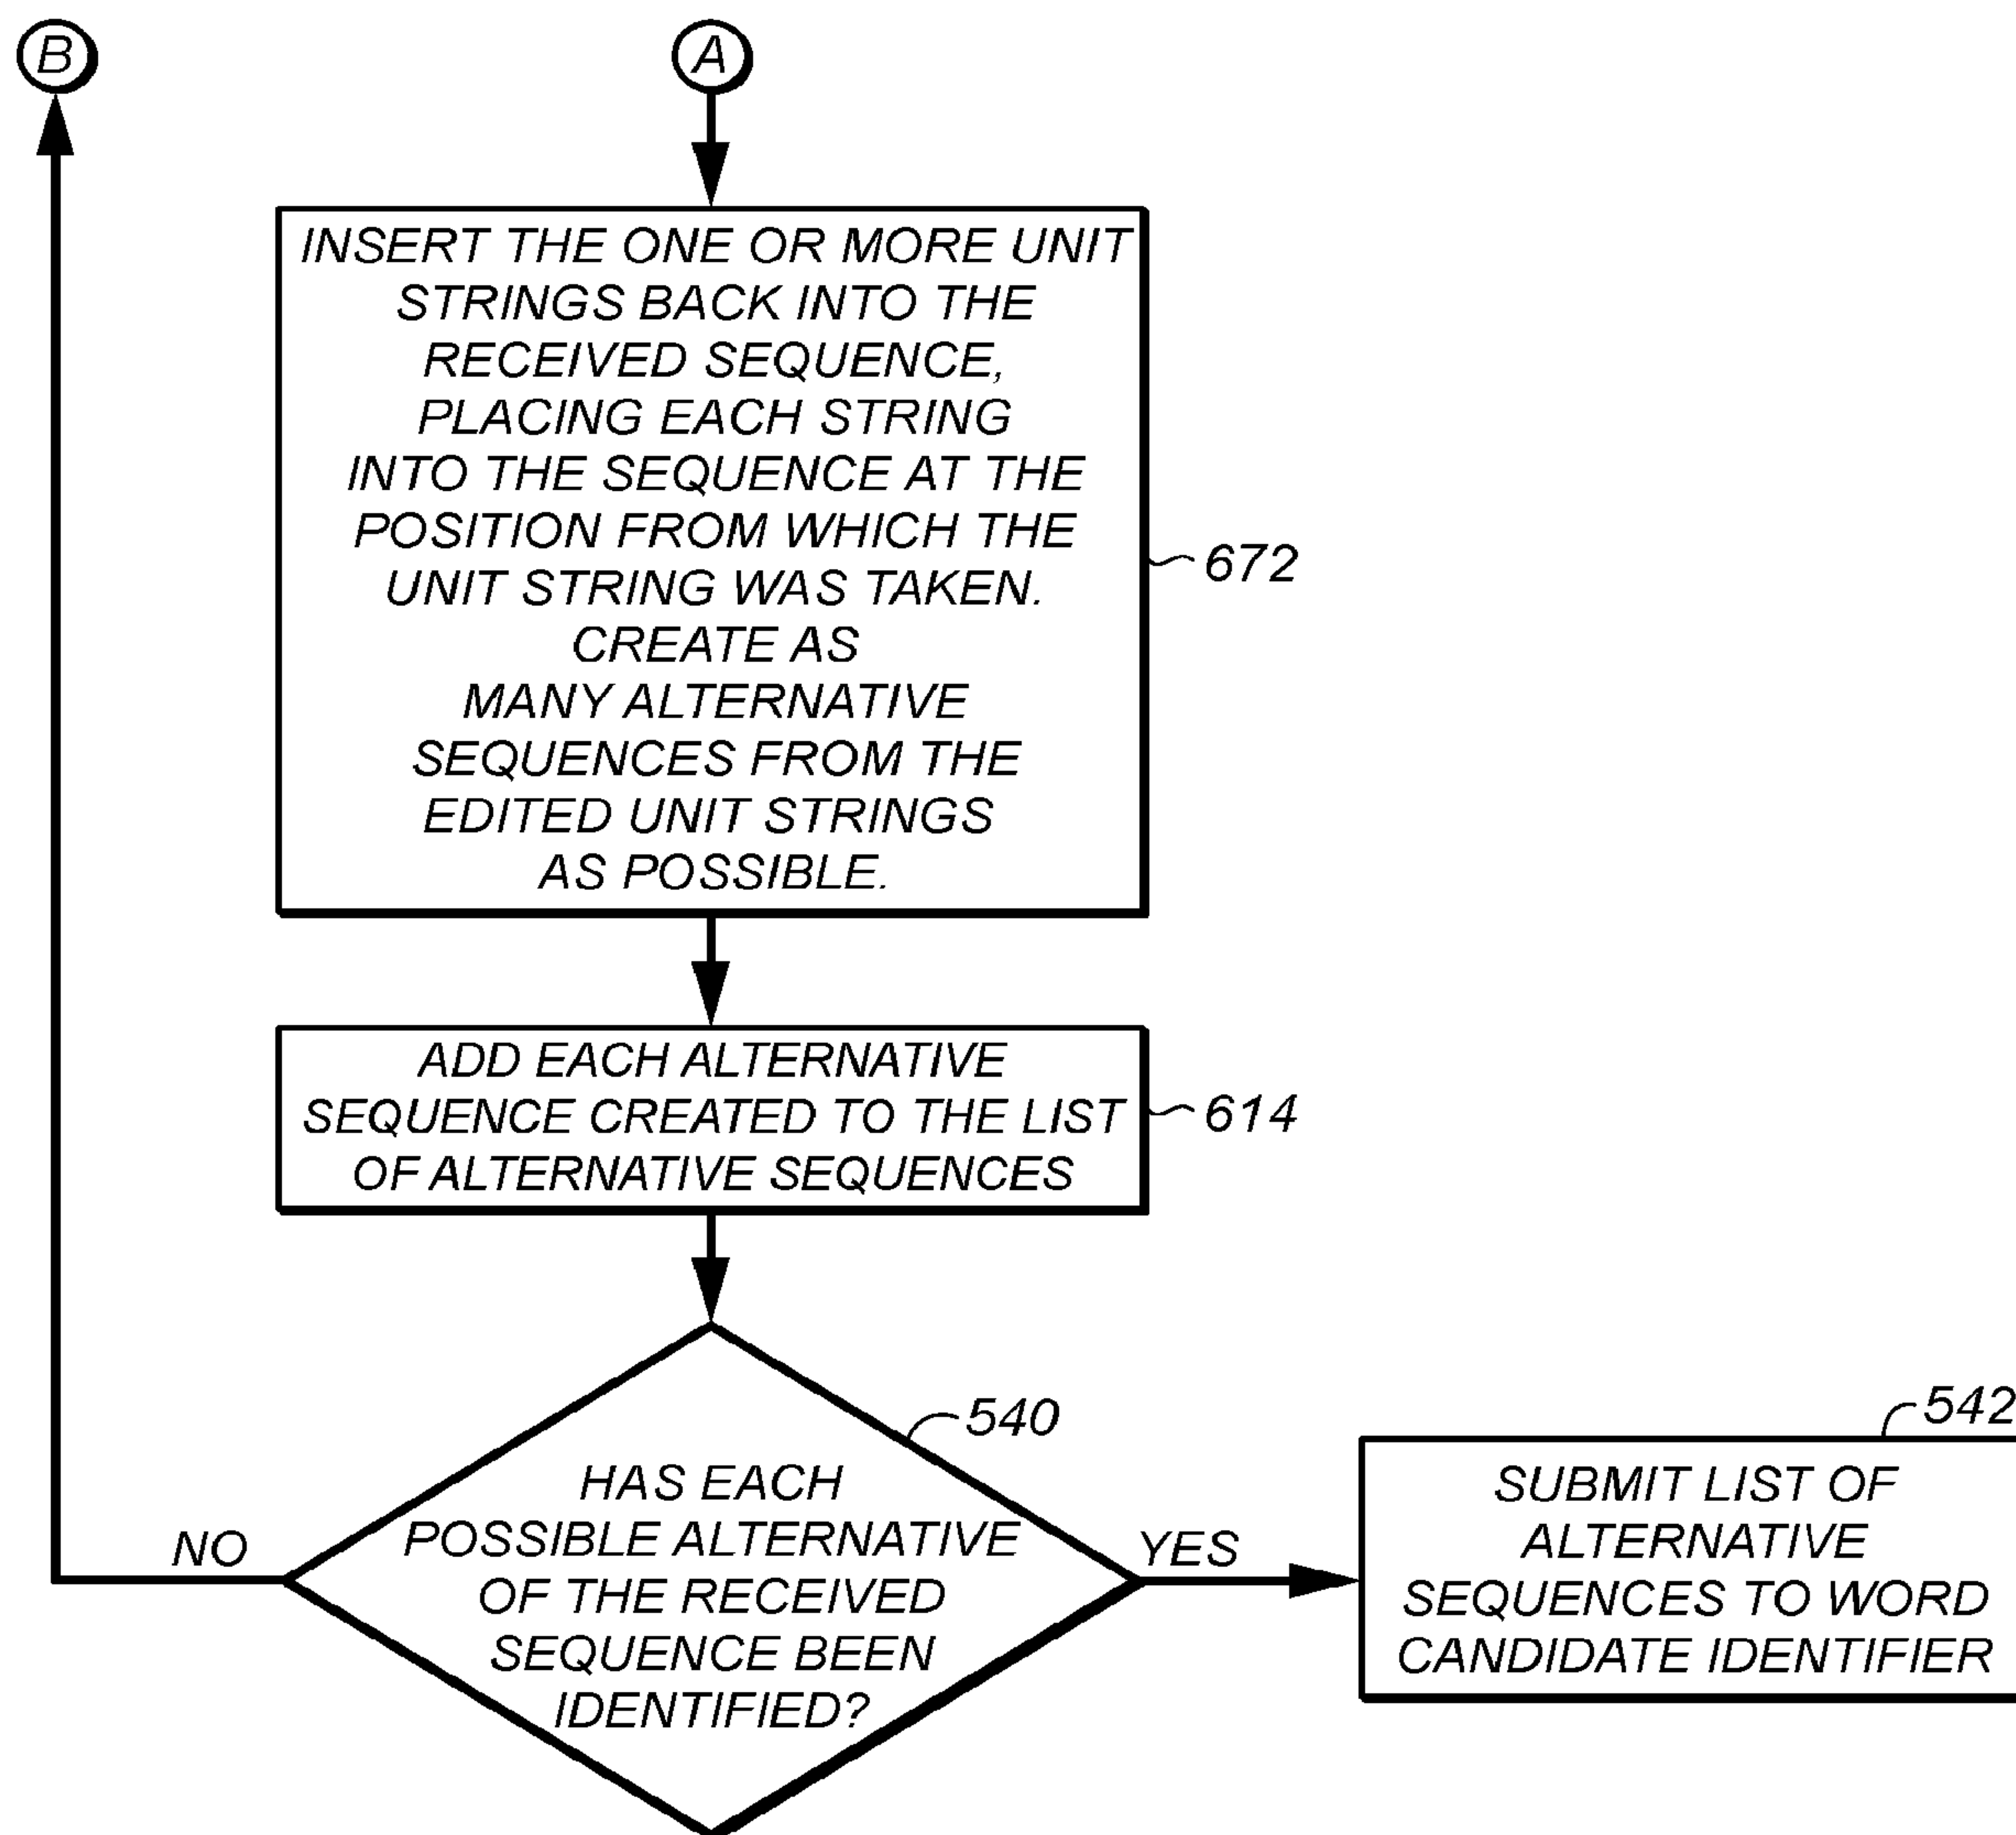 B
A
INSERT THE ONE OR MORE UNIT
STRINGS BACK INTO THE
RECEIVED SEQUENCE,
PLACING EACH STRING
INTO THE SEQUENCE AT THE
POSITION FROM WHICH THE
UNIT STRING WAS TAKEN.
CREATE AS
MANY ALTERNATIVE
SEQUENCES FROM THE
EDITED UNIT STRINGS
AS POSSIBLE.
672
ADD EACH ALTERNATIVE
SEQUENCE CREATED TO THE LIST
OF ALTERNATIVE SEQUENCES
614
540
HAS EACH
POSSIBLE ALTERNATIVE
OF THE RECEIVED
SEQUENCE BEEN
IDENTIFIED?
NO
YES
542
SUBMIT LIST OF
ALTERNATIVE
SEQUENCES TO WORD
CANDIDATE IDENTIFIER